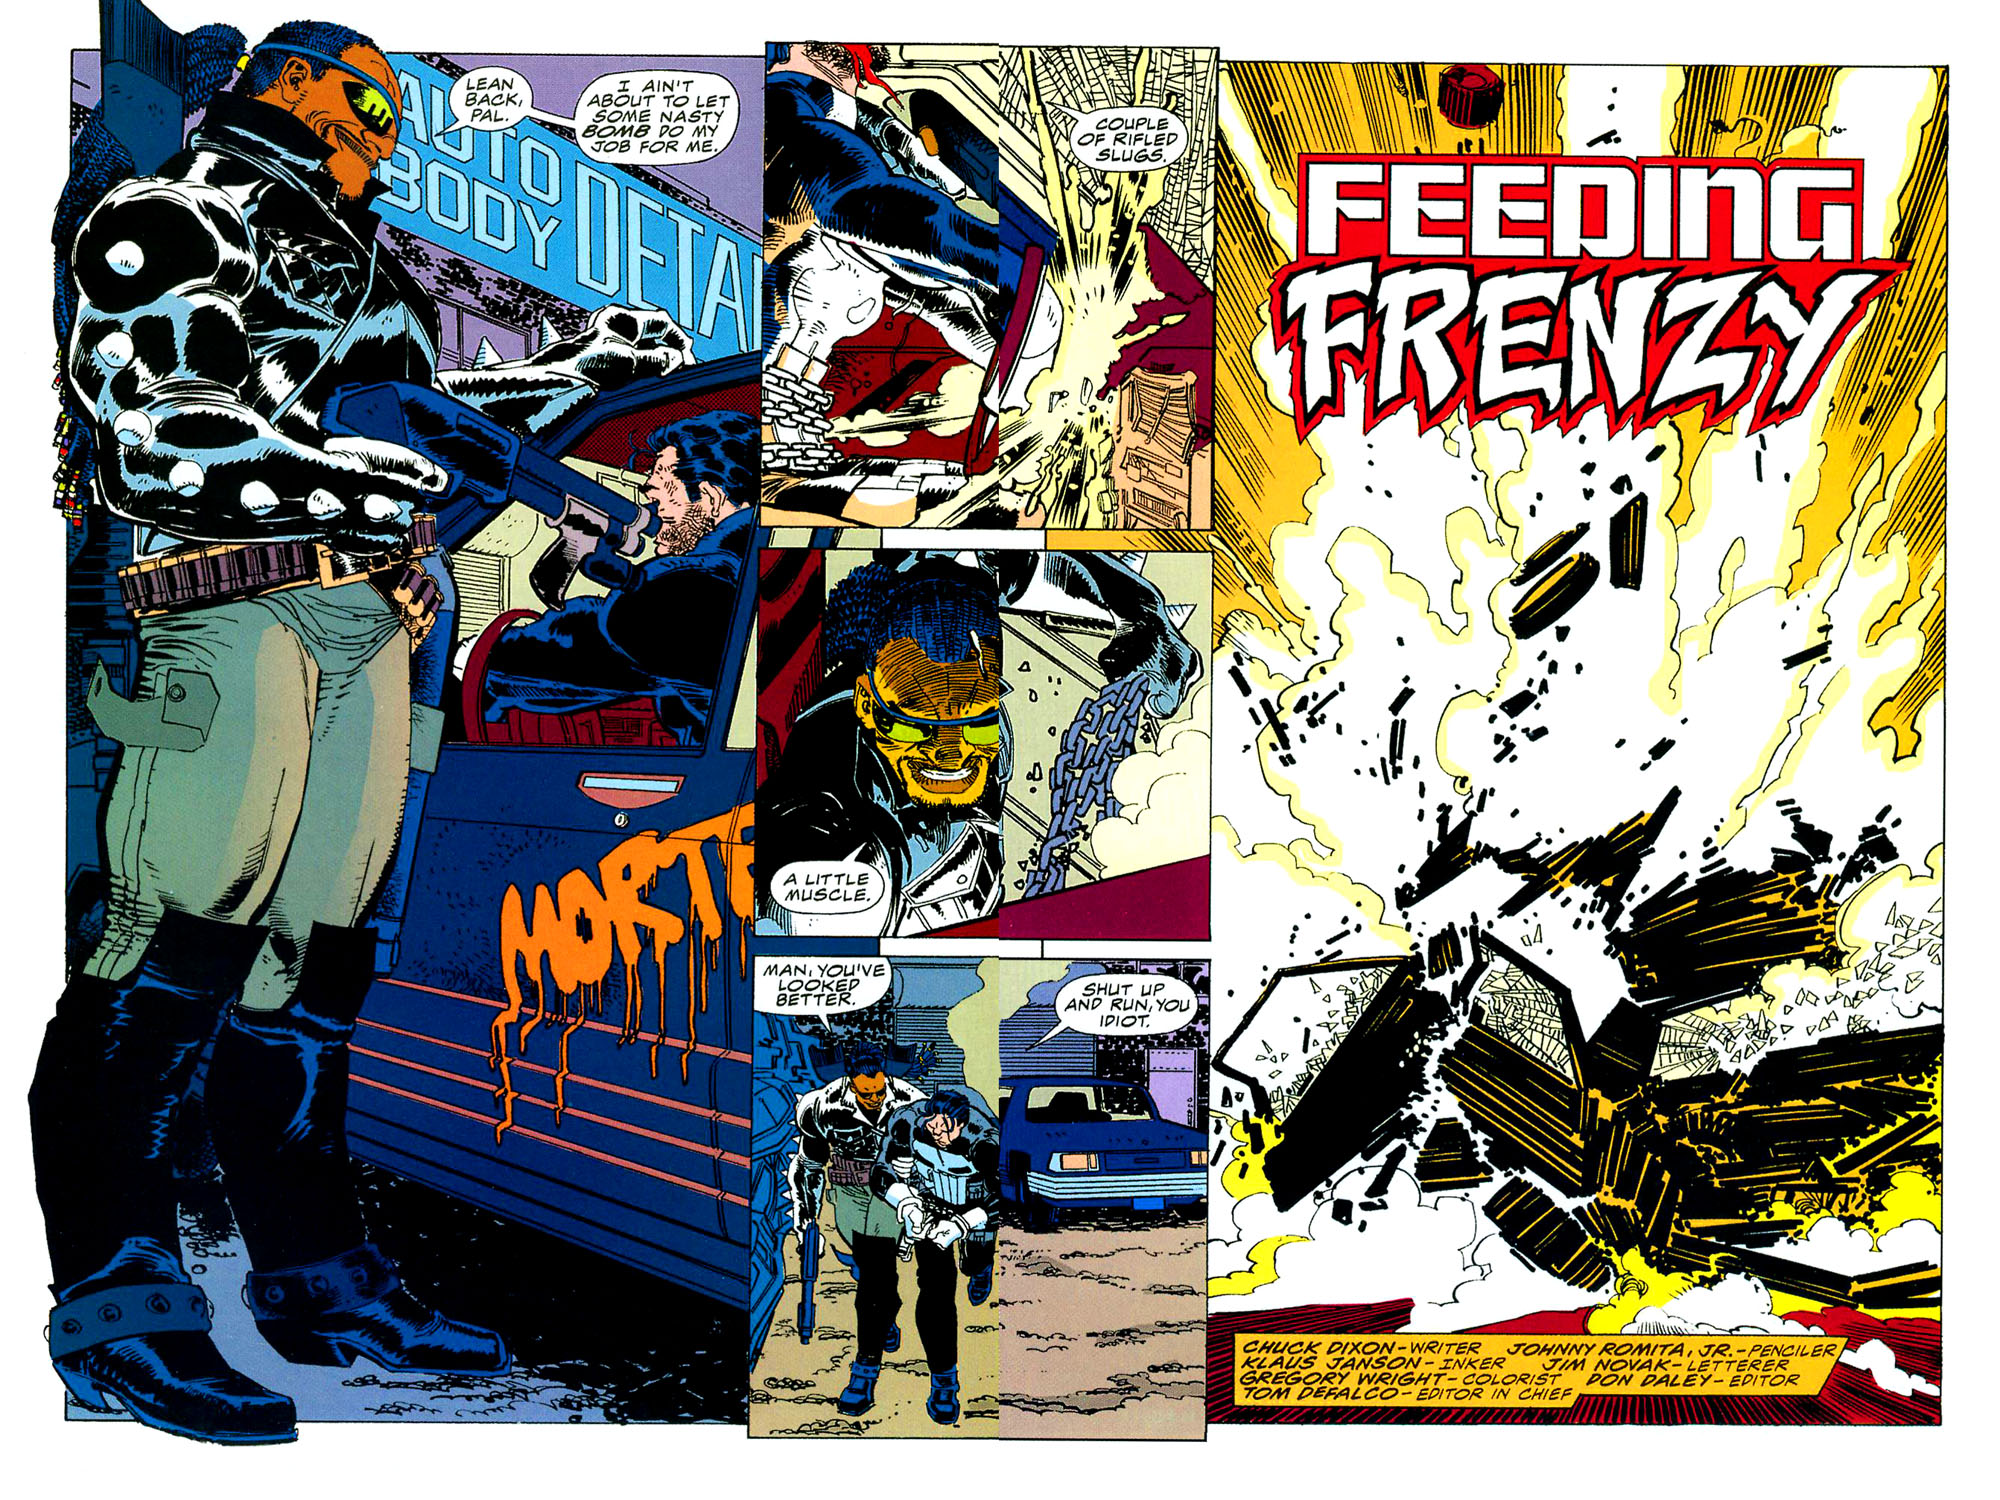 LEAN
BACK,
PAL.
I AIN'T
ABOUT TO LET
SOME NASTY
BOMB DO MY
JOB FOR ME.
AUTO
BODY
DETAI
MORTE
COUPLE
OF RIFLED
SLUGS.
A LITTLE
MUSCLE.
MAN, YOU'VE
LOOKED
BETTER.
SHUT UP
AND RUN, YOU
IDIOT.
FEEDING
FRENZY
CHUCK DIXON-WRITER JOHNNY ROMITA, JR.-PENCILER
KLAUS JANSON-INKER JIM NOVAK-LETTERER
GREGORY WRIGHT-COLORIST DON DALEY-EDITOR
TOM DEFALCO-EDITOR IN CHIEF